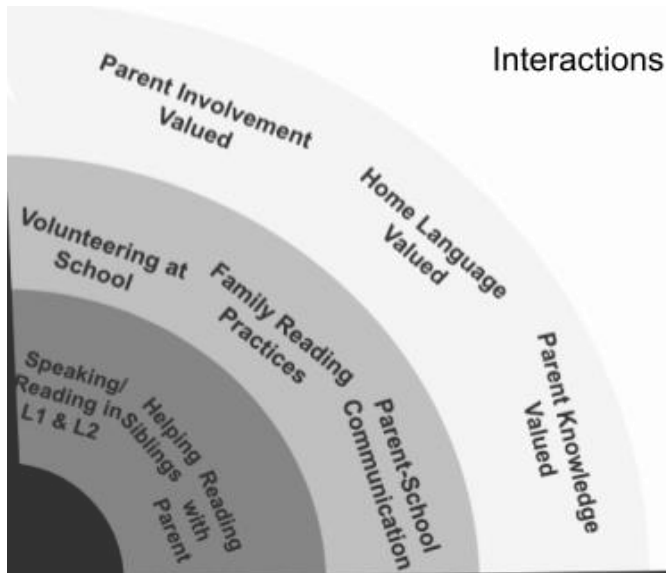 Interactions
Parent Involvement
Valued
Home Language
Valued
Parent Knowledge
Valued
Volunteering at
School
Family Reading
Practices
Parent-School
Communication
Speaking/
Reading in
L1 & L2
Helping
Siblings
Reading
with
Parent